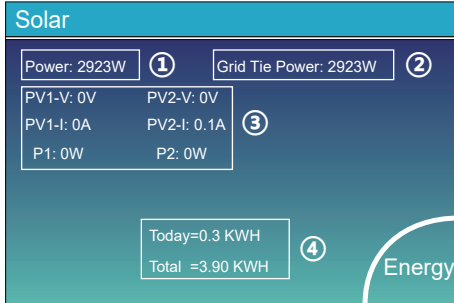 Solar
Power: 2923W ① Grid Tie Power: 2923W ②
PV1-V: 0V PV2-V: 0V
PV1-I: 0A PV2-I: 0.1A ③
P1: 0W P2: 0W
Today=0.3 KWH
④
Total =3.90 KWH
Energy